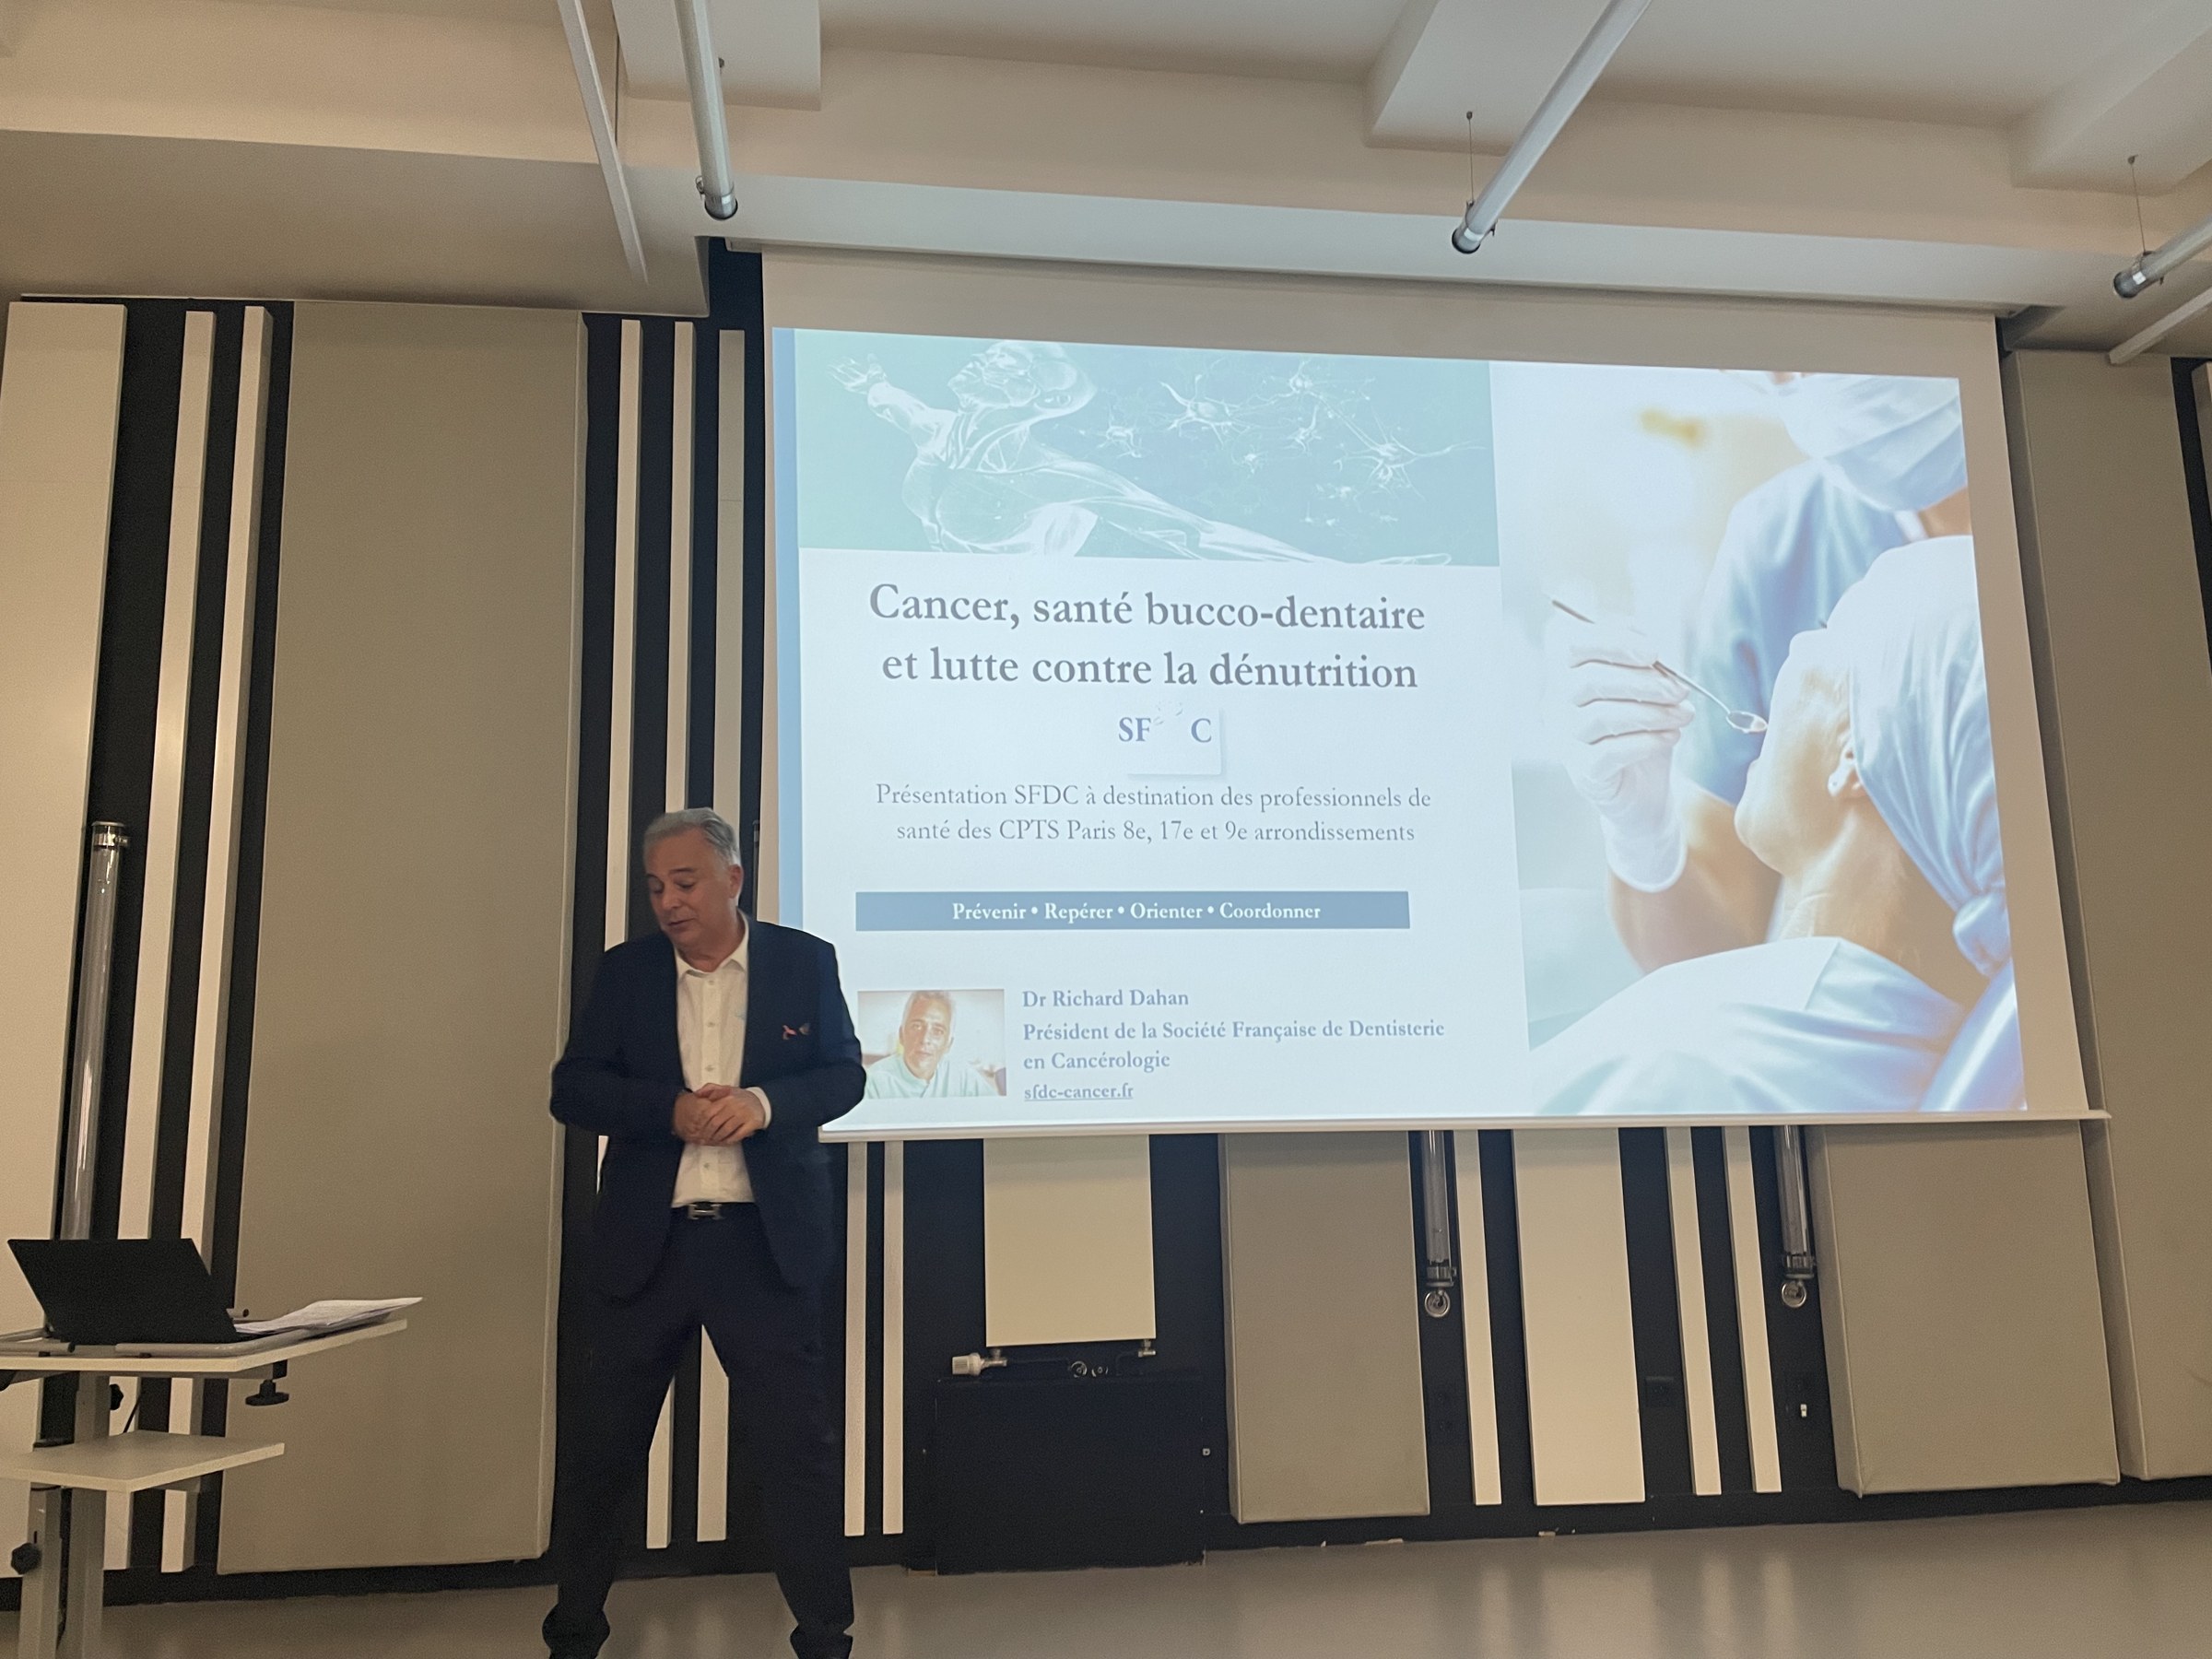 Cancer, santé bucco-dentaire
et lutte contre la dénutrition
SF C
Présentation SFDC à destination des professionnels de
santé des CPTS Paris 8e, 17e et 9e arrondissements
Prévenir • Repérer • Orienter • Coordonner
Dr Richard Dahan
Président de la Société Française de Dentisterie
en Cancérologie
sfdc-cancer.fr